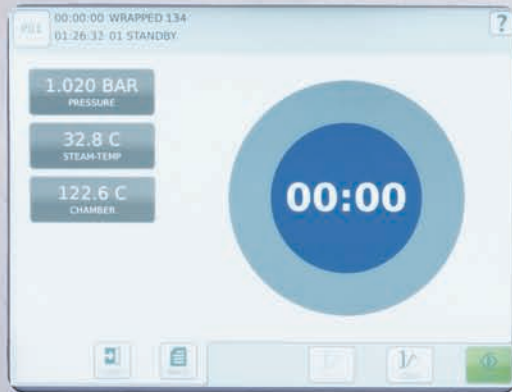 00:00:00 WRAPPED 134
01:26:32 01 STANDBY
?
1.020 BAR
PRESSURE
32.8 C
STEAM-TEMP
122.6 C
CHAMBER
00:00